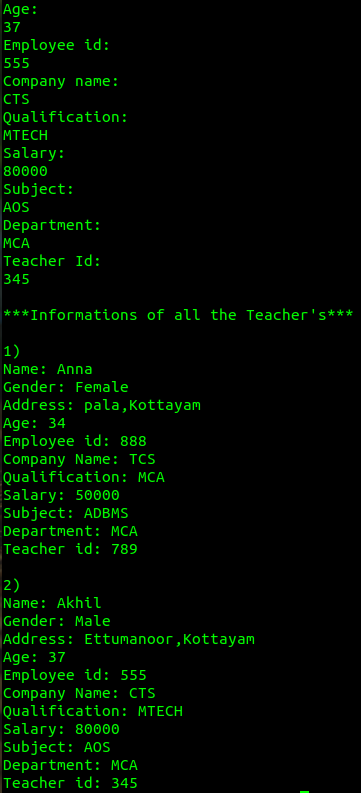 Age:
37
Employee id:
555
Company name:
CTS
Qualification:
MTECH
Salary:
80000
Subject:
AOS
Department:
MCA
Teacher Id:
345
***Informations of all the Teacher's***
1)
Name: Anna
Gender: Female
Address: pala,Kottayam
Age: 34
Employee id: 888
Company Name: TCS
Qualification: MCA
Salary: 50000
Subject: ADBMS
Department: MCA
Teacher id: 789
2)
Name: Akhil
Gender: Male
Address: Ettumanoor,Kottayam
Age: 37
Employee id: 555
Company Name: CTS
Qualification: MTECH
Salary: 80000
Subject: AOS
Department: MCA
Teacher id: 345